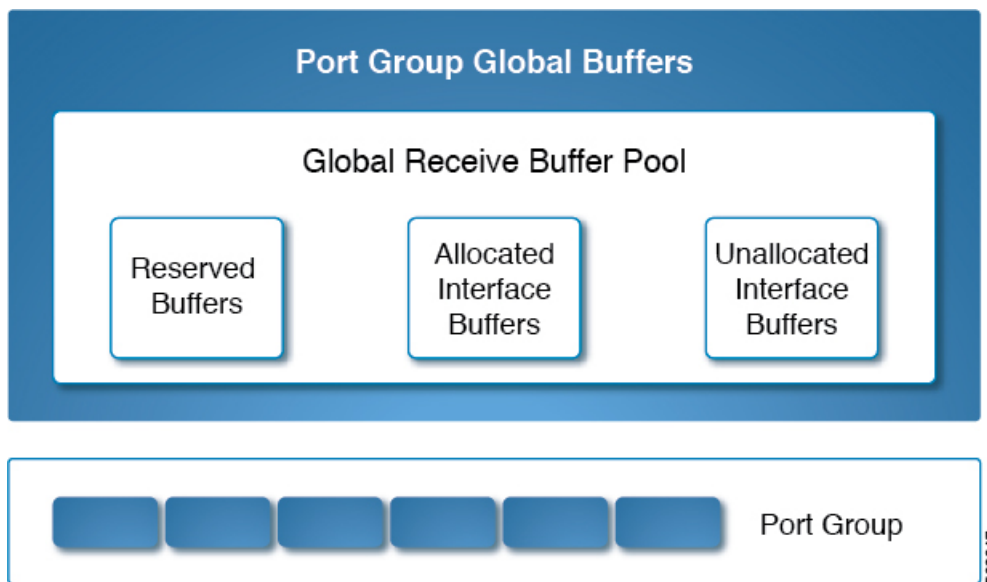 Port Group Global Buffers
Global Receive Buffer Pool
Reserved
Buffers
Allocated
Interface
Buffers
Unallocated
Interface
Buffers
Port Group